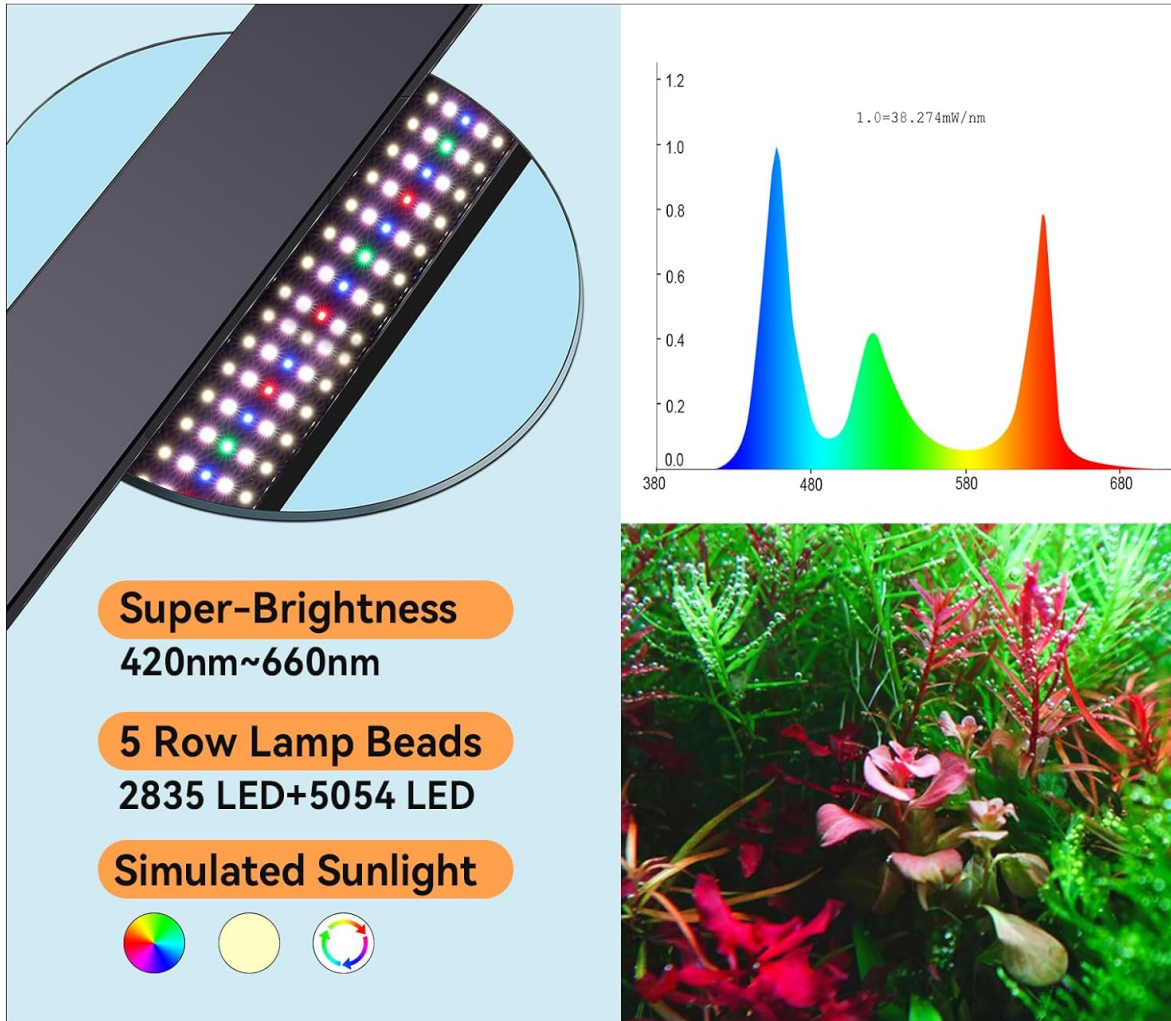 Super-Brightness
420nm~660nm
5 Row Lamp Beads
2835 LED+5054 LED
Simulated Sunlight
1.2
1.0=38.274mW/nm
1.0
0.8
0.6
0.4
0.2
0.0
380
480
580
680